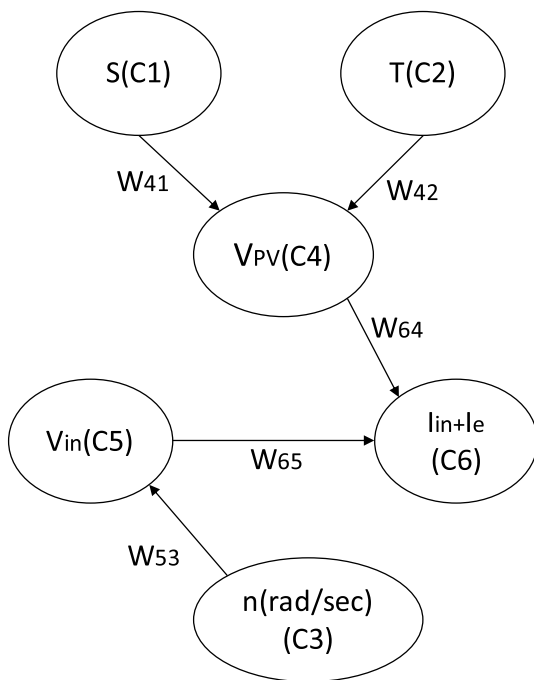 S(C1)
T(C2)
W41
W42
VPV(C4)
W64
Vin(C5)
Iin+Ie
(C6)
W65
W53
n(rad/sec)
(C3)